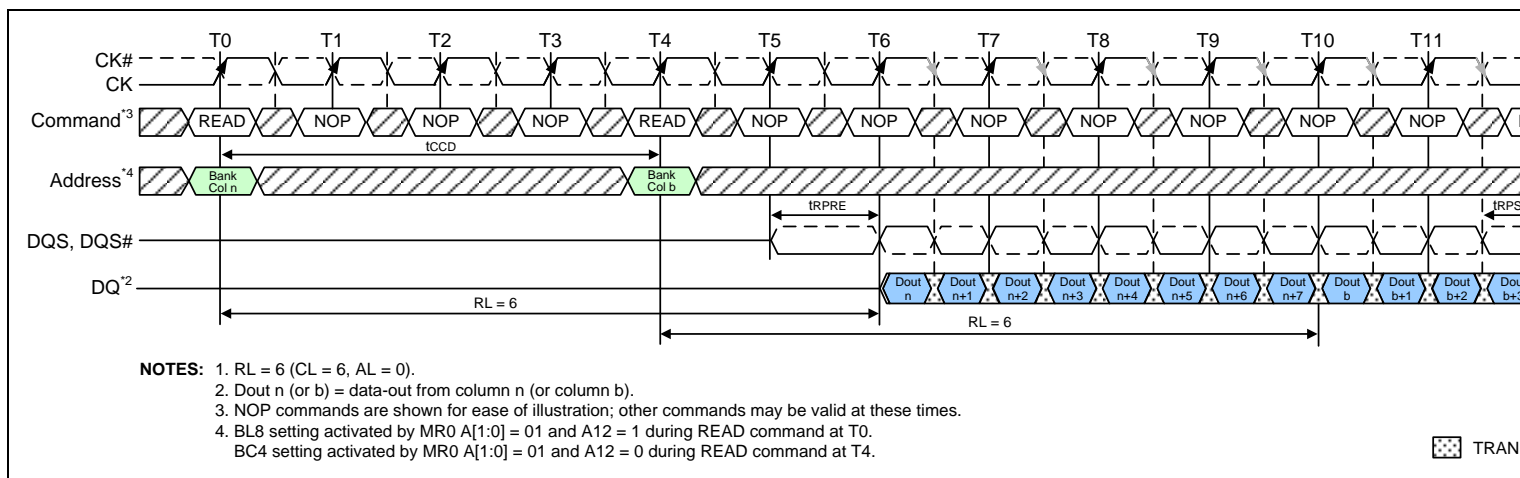 T0 T1 T2 T3 T4 T5 T6 T7 T8 T9 T10 T11
CK#
CK
Command*3 READ NOP NOP NOP READ NOP NOP NOP NOP NOP NOP NOP
tCCD
Address*4 Bank Col n Bank Col b
tRPRE tRPS
DQS, DQS#
DQ*2 Dout n Dout n+1 Dout n+2 Dout n+3 Dout n+4 Dout n+5 Dout n+6 Dout n+7 Dout b Dout b+1 Dout b+2 Dou b+3
RL = 6
RL = 6
NOTES: 1. RL = 6 (CL = 6, AL = 0).
2. Dout n (or b) = data-out from column n (or column b).
3. NOP commands are shown for ease of illustration; other commands may be valid at these times.
4. BL8 setting activated by MR0 A[1:0] = 01 and A12 = 1 during READ command at T0.
BC4 setting activated by MR0 A[1:0] = 01 and A12 = 0 during READ command at T4.
TRAN